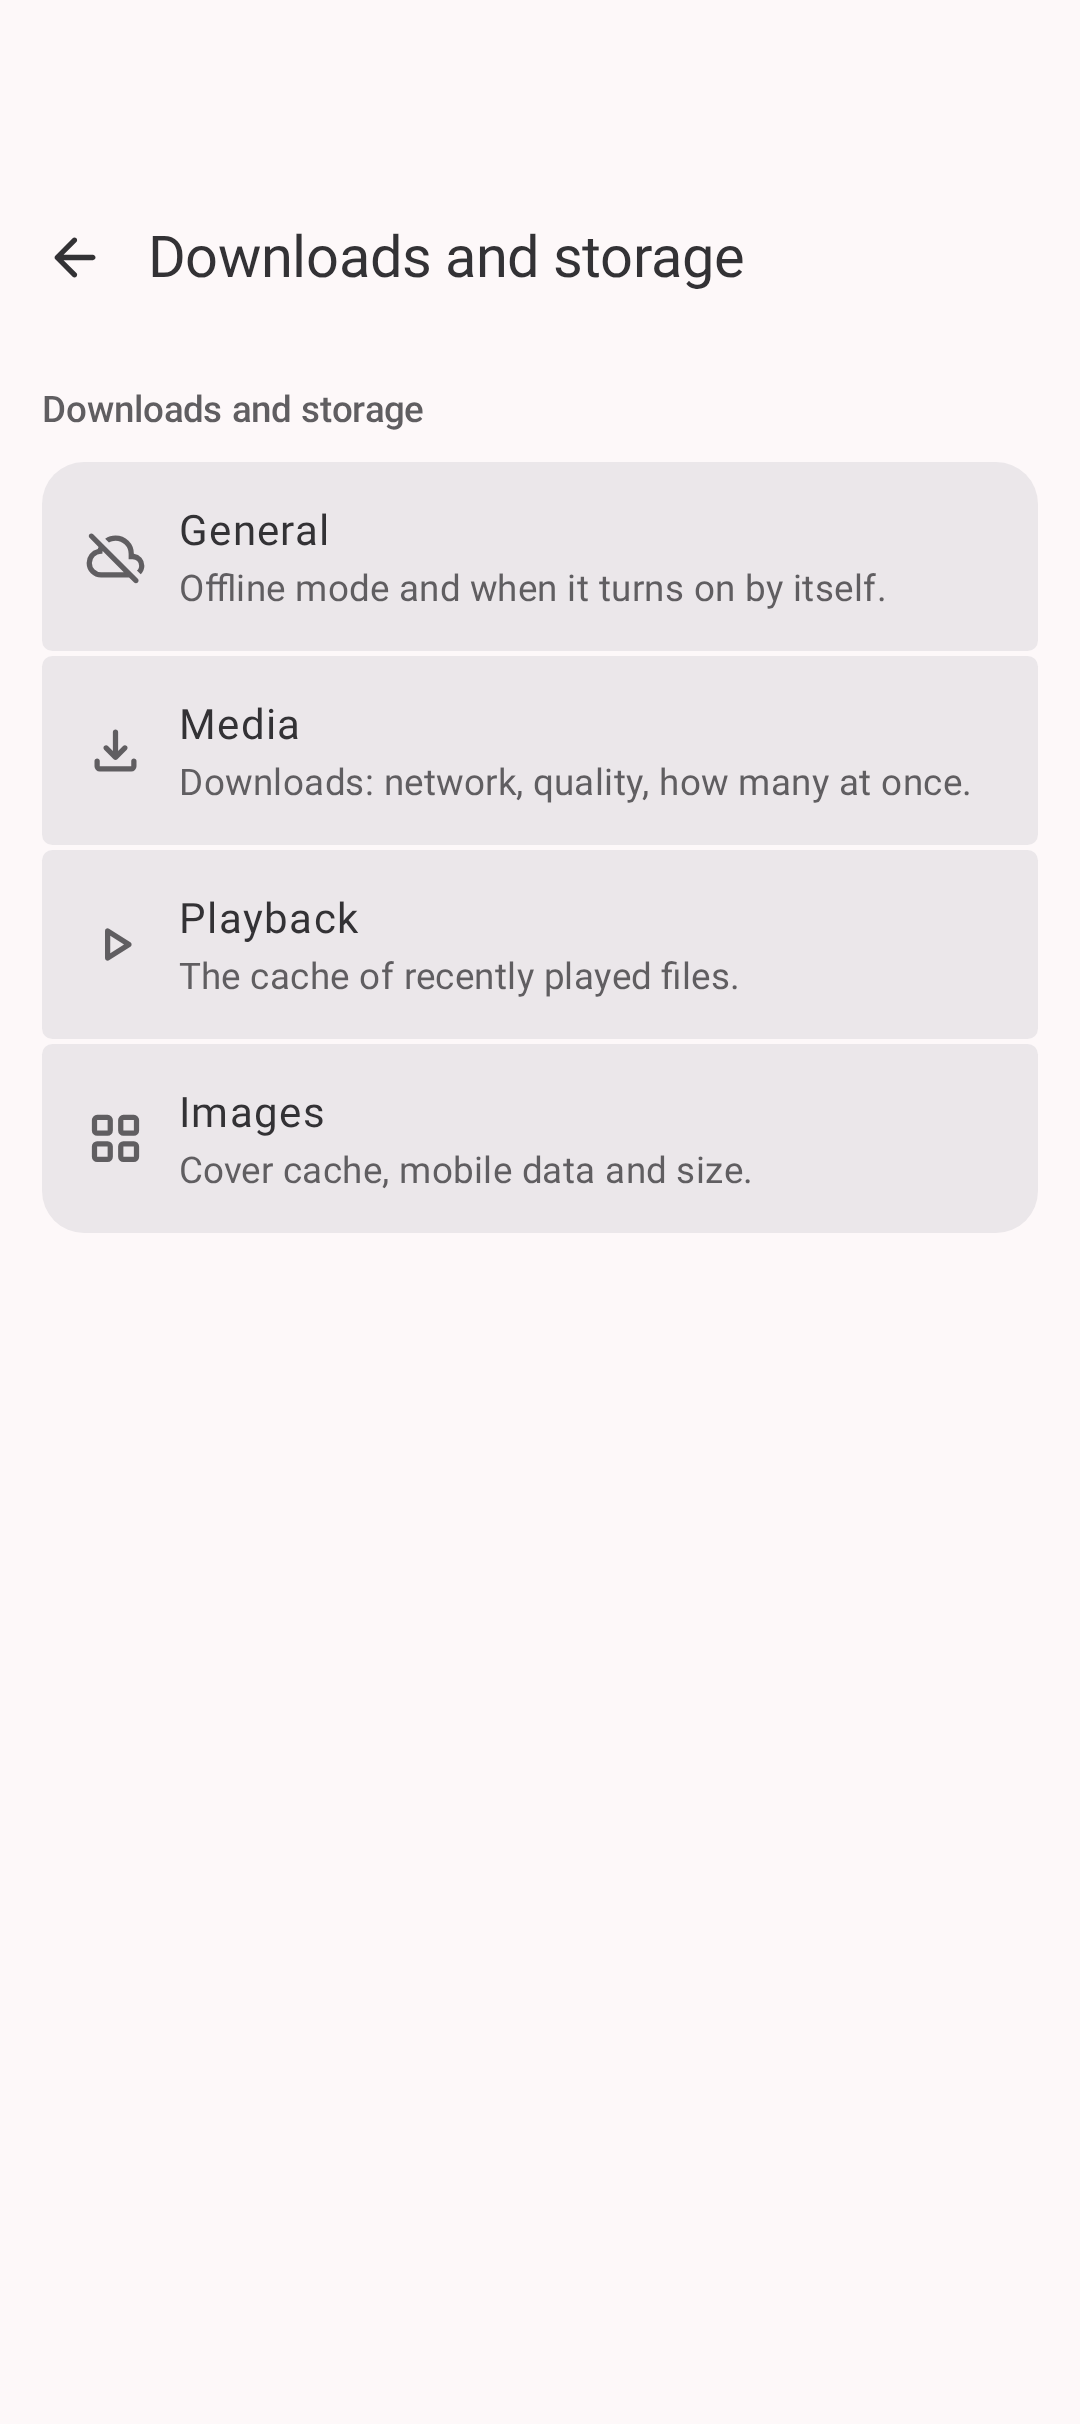 Downloads and storage
Downloads and storage
General
Offline mode and when it turns on by itself.
Media
Downloads: network, quality, how many at once.
Playback
The cache of recently played files.
Images
Cover cache, mobile data and size.